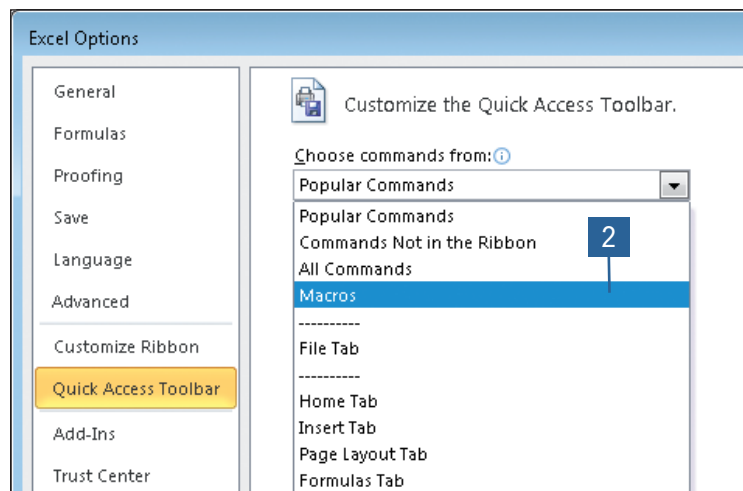 Excel Options
General
Formulas
Proofing
Save
Language
Advanced
Customize Ribbon
Quick Access Toolbar
Add-Ins
Trust Center
Customize the Quick Access Toolbar.
Choose commands from:
Popular Commands
Popular Commands
Commands Not in the Ribbon
2
All Commands
Macros
----------
File Tab
----------
Home Tab
Insert Tab
Page Layout Tab
Formulas Tab